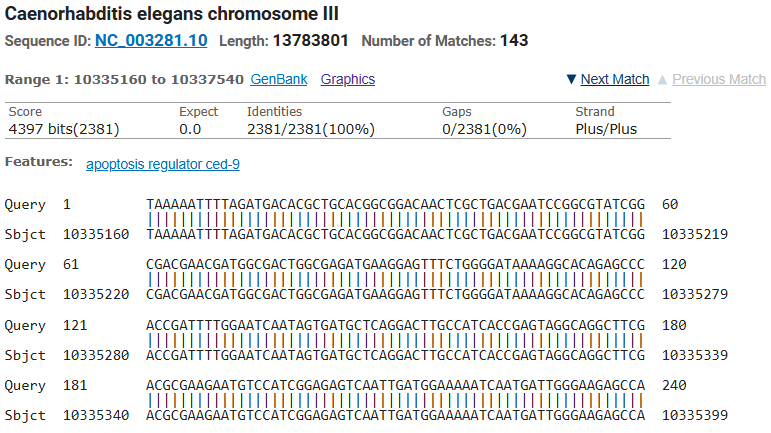 Caenorhabditis elegans chromosome III
Sequence ID: NC_003281.10 Length: 13783801 Number of Matches: 143
Range 1: 10335160 to 10337540 GenBank Graphics ▼ Next Match ▲ Previous Match
Score Expect Identities Gaps Strand
4397 bits(2381) 0.0 2381/2381(100%) 0/2381(0%) Plus/Plus
Features: apoptosis regulator ced-9
Query 1 TAAAAATTTTAGATGACACGCTGCACGGCGGACAACTCGCTGACGAATCCGGCGTATCGG 60
||||||||||||||||||||||||||||||||||||||||||||||||||||||||||||
Sbjct 10335160 TAAAAATTTTAGATGACACGCTGCACGGCGGACAACTCGCTGACGAATCCGGCGTATCGG 10335219
Query 61 CGACGAACGATGGCGACTGGCGAGATGAAGGAGTTTCTGGGGATAAAAGGCACAGAGCCC 120
||||||||||||||||||||||||||||||||||||||||||||||||||||||||||||
Sbjct 10335220 CGACGAACGATGGCGACTGGCGAGATGAAGGAGTTTCTGGGGATAAAAGGCACAGAGCCC 10335279
Query 121 ACCGATTTTGGAATCAATAGTGATGCTCAGGACTTGCCATCACCGAGTAGGCAGGCTTCG 180
||||||||||||||||||||||||||||||||||||||||||||||||||||||||||||
Sbjct 10335280 ACCGATTTTGGAATCAATAGTGATGCTCAGGACTTGCCATCACCGAGTAGGCAGGCTTCG 10335339
Query 181 ACGCGAAGAATGTCCATCGGAGAGTCAATTGATGGAAAAATCAATGATTGGGAAGAGCCA 240
||||||||||||||||||||||||||||||||||||||||||||||||||||||||||||
Sbjct 10335340 ACGCGAAGAATGTCCATCGGAGAGTCAATTGATGGAAAAATCAATGATTGGGAAGAGCCA 10335399